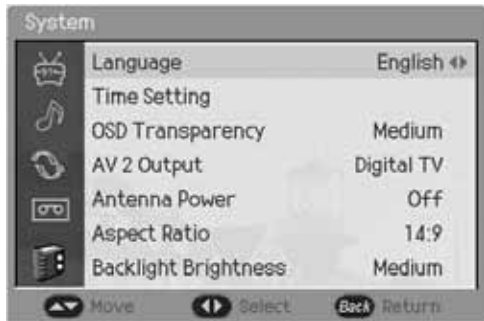 System
Language English
Time Setting
OSD Transparency Medium
AV 2 Output Digital TV
Antenna Power Off
Aspect Ratio 14:9
Backlight Brightness Medium
Move Select Back Return